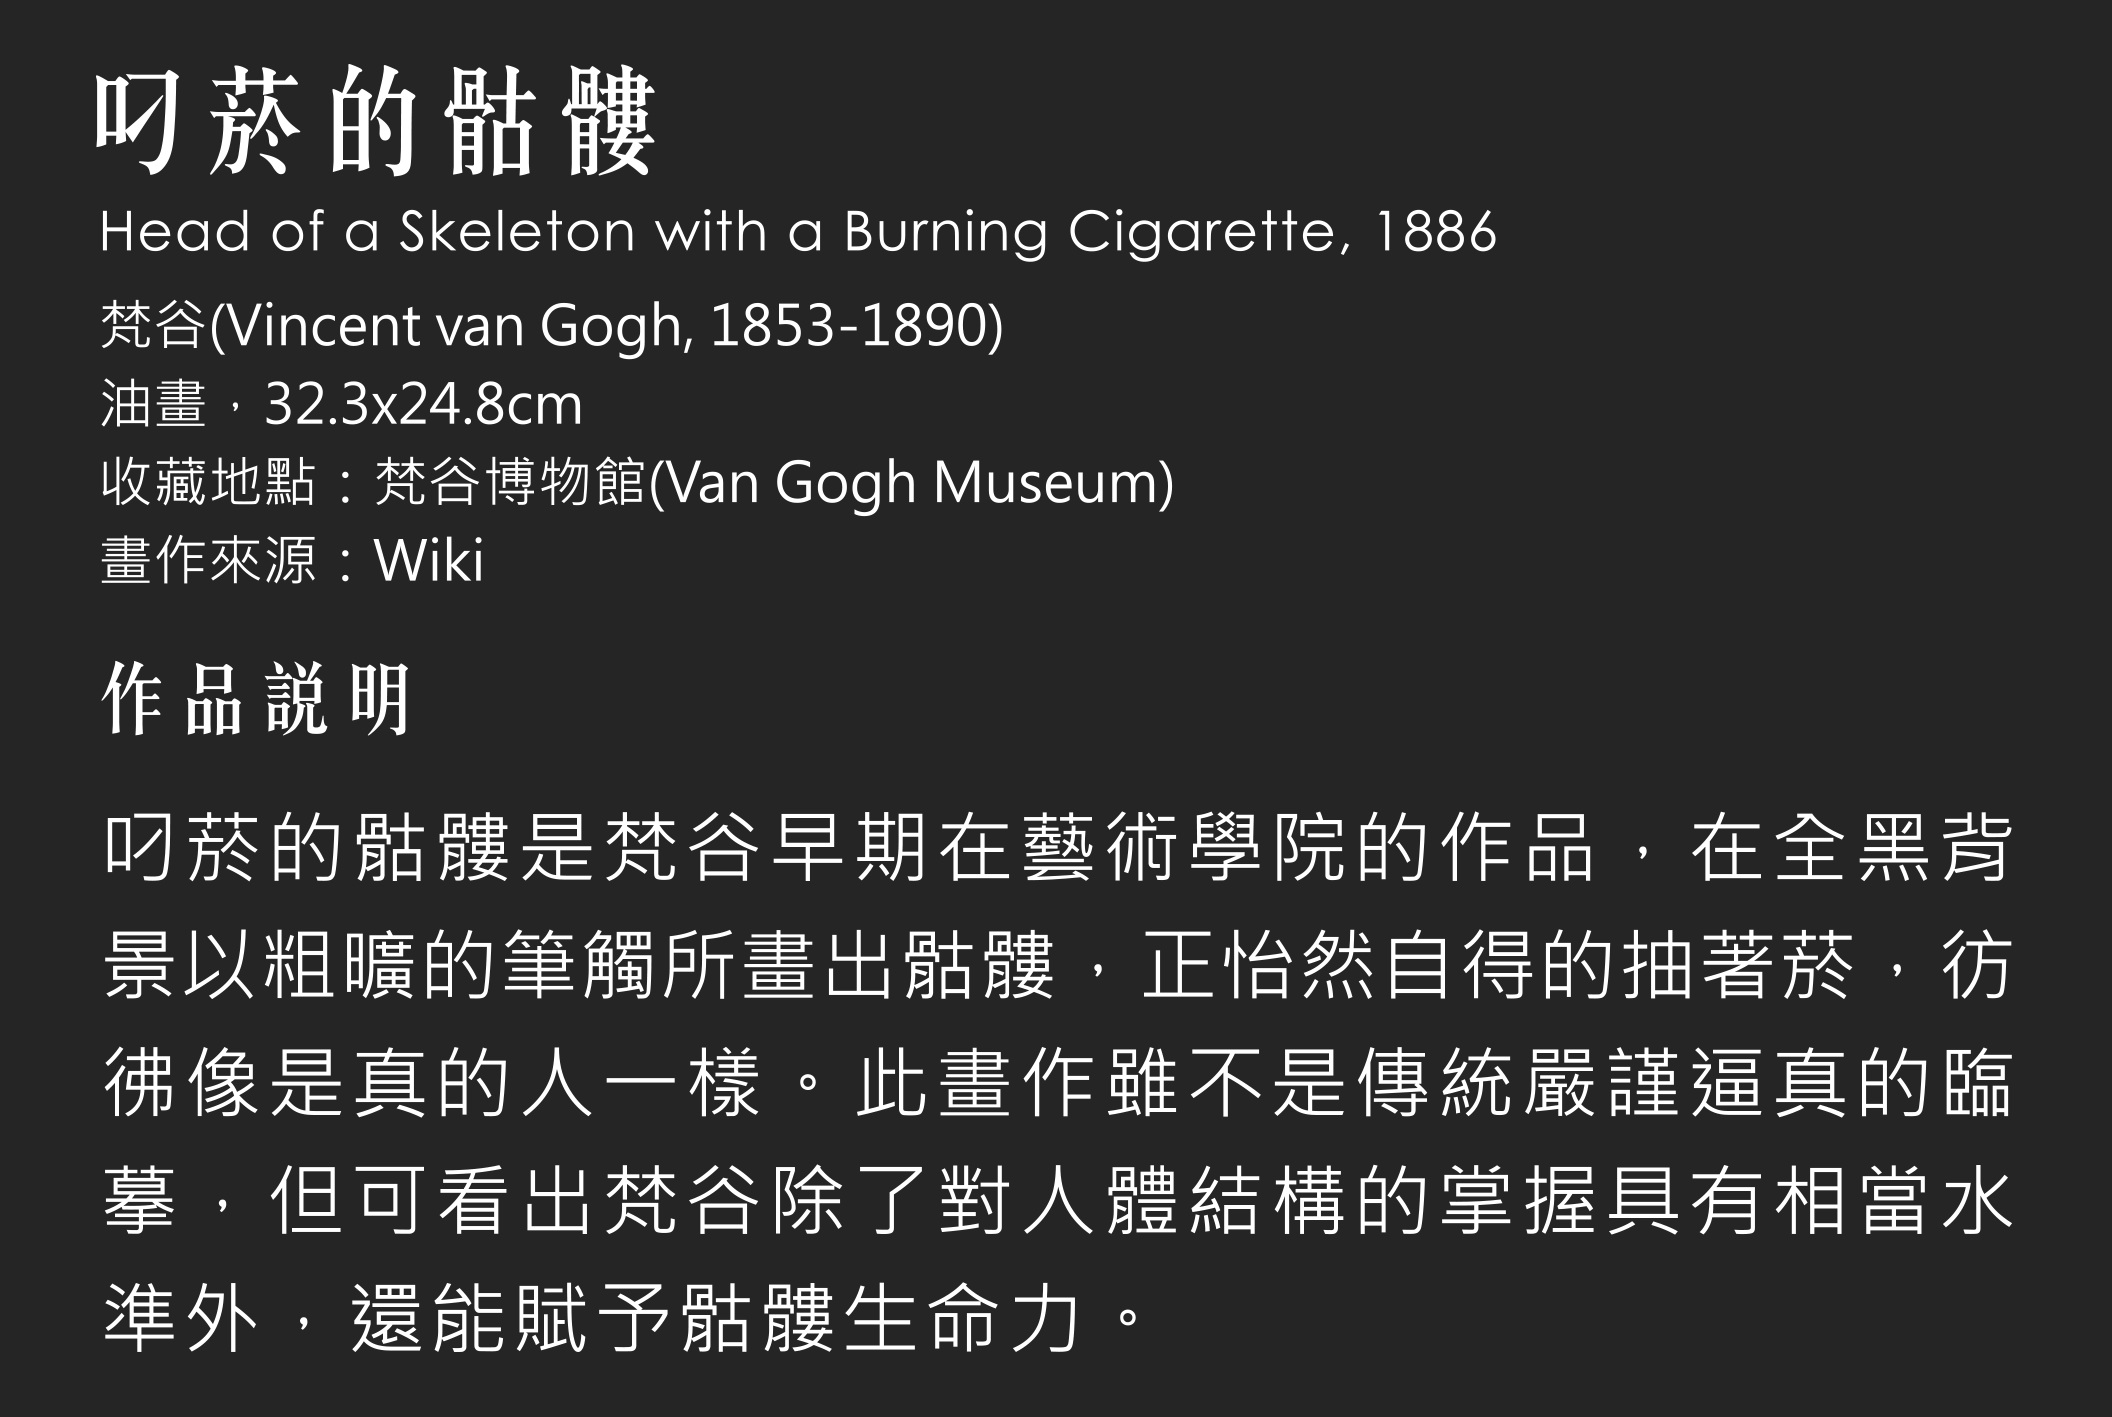 叼菸的骷髏
Head of a Skeleton with a Burning Cigarette, 1886
梵谷(Vincent van Gogh, 1853-1890)
油畫，32.3x24.8cm
收藏地點：梵谷博物館(Van Gogh Museum)
畫作來源：Wiki
作品説明
叼菸的骷髏是梵谷早期在藝術學院的作品，在全黑背
景以粗曠的筆觸所畫出骷髏，正怡然自得的抽著菸，彷
彿像是真的人一樣。此畫作雖不是傳統嚴謹逼真的臨
摹，但可看出梵谷除了對人體結構的掌握具有相當水
準外，還能賦予骷髏生命力。